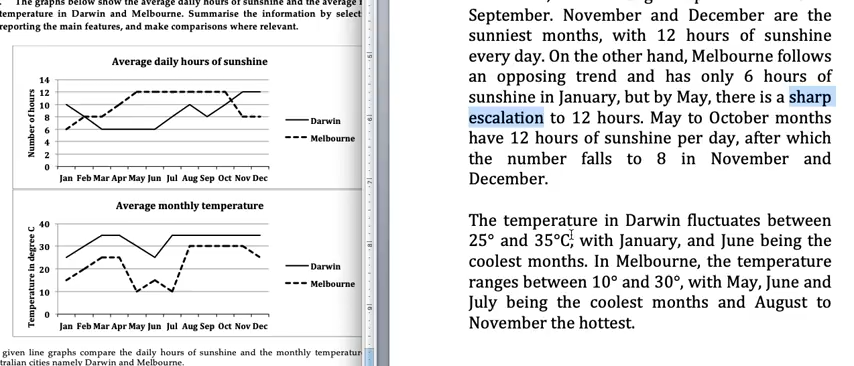 The graphs below show the average daily hours of sunshine and the average
temperature in Darwin and Melbourne. Summarise the information by select
reporting the main features, and make comparisons where relevant.
Average daily hours of sunshine
Number of hours
14
12
10
8
6
4
2
0
Jan Feb Mar Apr May Jun Jul Aug Sep Oct Nov Dec
Darwin
Melbourne
Average monthly temperature
Temperature in degree C
40
30
20
10
0
Jan Feb Mar Apr May Jun Jul Aug Sep Oct Nov Dec
Darwin
Melbourne
given line graphs compare the daily hours of sunshine and the monthly temperatur
tralian cities namely Darwin and Melbourne.
5
6
7
8
9
September. November and December are the
sunniest months, with 12 hours of sunshine
every day. On the other hand, Melbourne follows
an opposing trend and has only 6 hours of
sunshine in January, but by May, there is a sharp
escalation to 12 hours. May to October months
have 12 hours of sunshine per day, after which
the number falls to 8 in November and
December.
The temperature in Darwin fluctuates between
25° and 35°C, with January, and June being the
coolest months. In Melbourne, the temperature
ranges between 10° and 30°, with May, June and
July being the coolest months and August to
November the hottest.